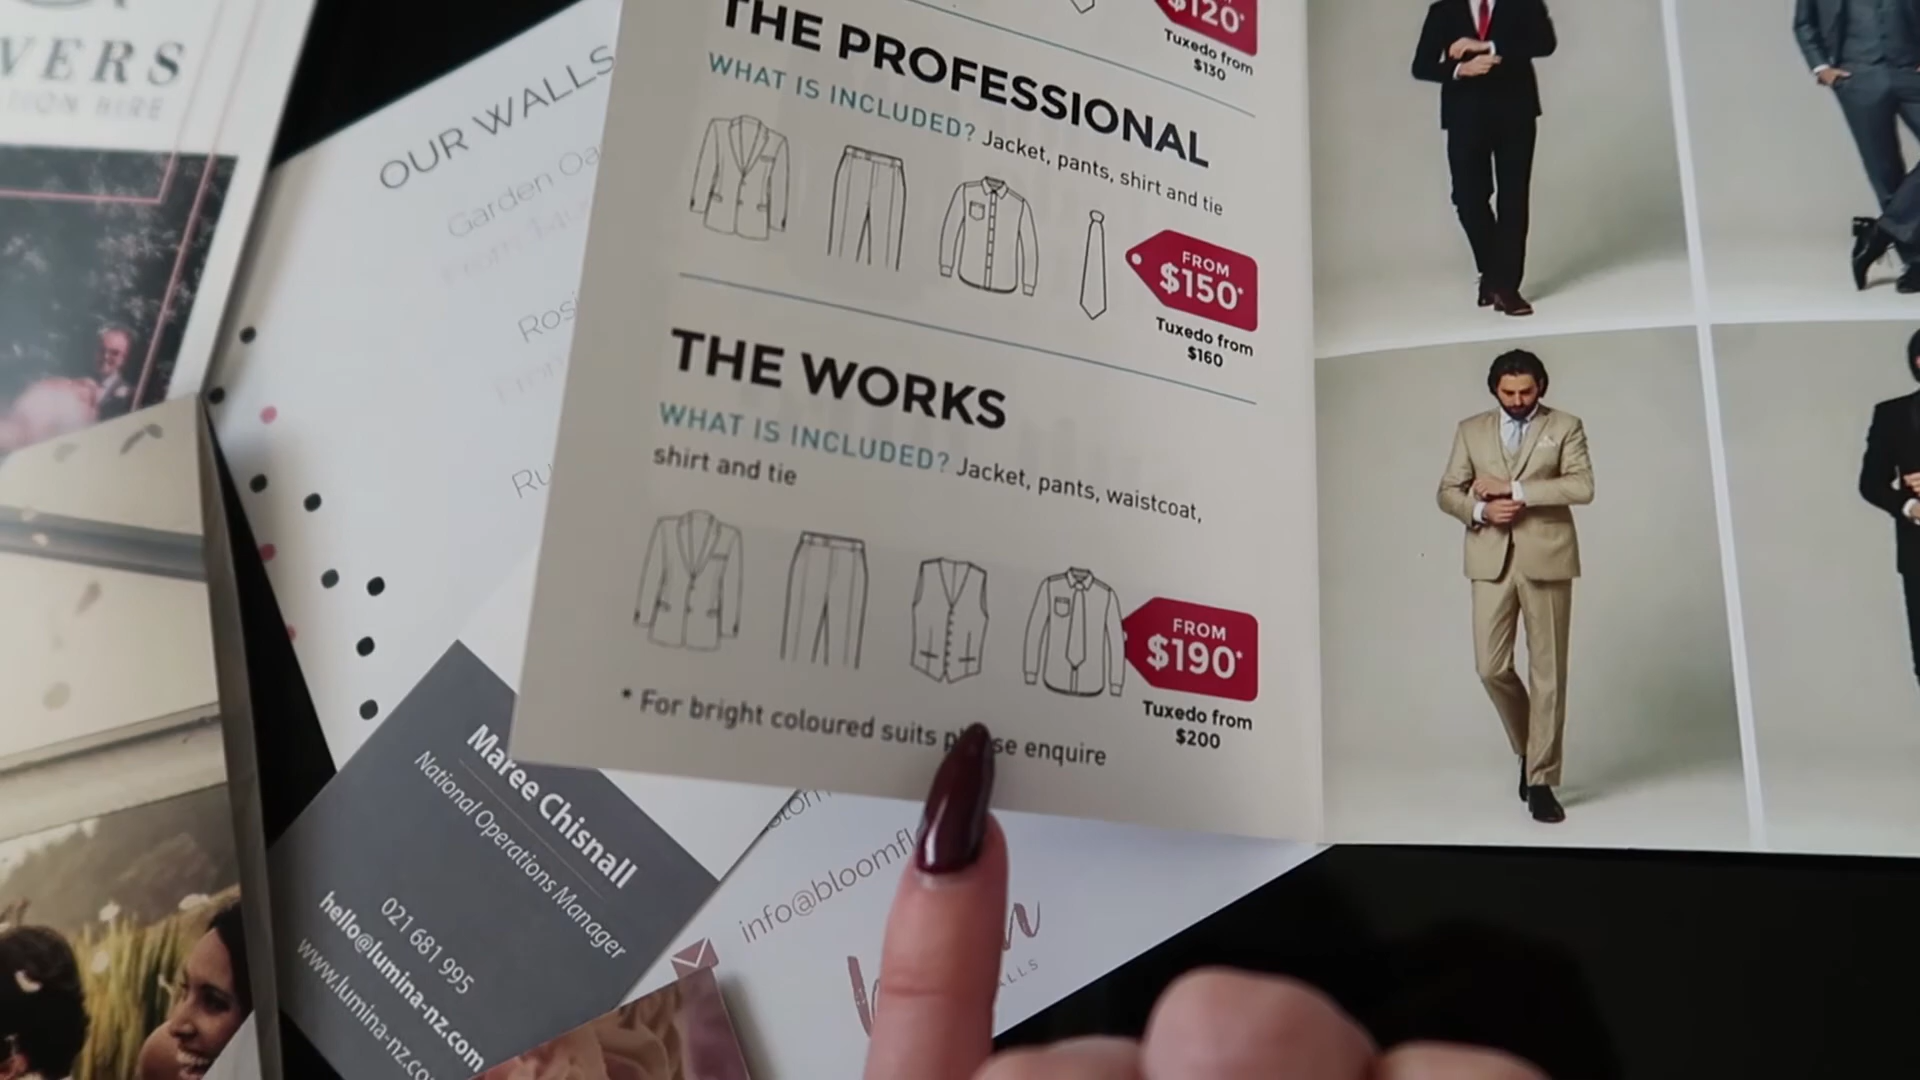 VERS
TION HIRE
OUR WALLS
Garden
$120*
Tuxedo from
$130
THE PROFESSIONAL
WHAT IS INCLUDED? Jacket, pants, shirt and tie
FROM
$150*
Tuxedo from
$160
THE WORKS
WHAT IS INCLUDED? Jacket, pants, waistcoat,
shirt and tie
FROM
$190*
Tuxedo from
$200
* For bright coloured suits enquire
Maree Chisnall
National Operations Manager
021 681 995
hello@lumina-nz.com
www.lumina-nz.co
info@bloomfl